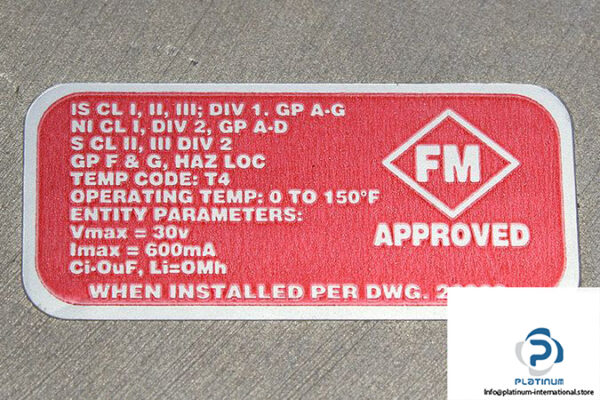 IS CL I, II, III; DIV 1. GP A-G
NI CL I, DIV 2, GP A-D
S CL II, III DIV 2
GP F & G, HAZ LOC
TEMP CODE: T4
OPERATING TEMP: 0 TO 150°F
ENTITY PARAMETERS:
Vmax = 30v
Imax = 600mA
Ci-OuF, Li=OMh
FM
APPROVED
WHEN INSTALLED PER DWG.
PLATINUM
Info@platinum-international.store